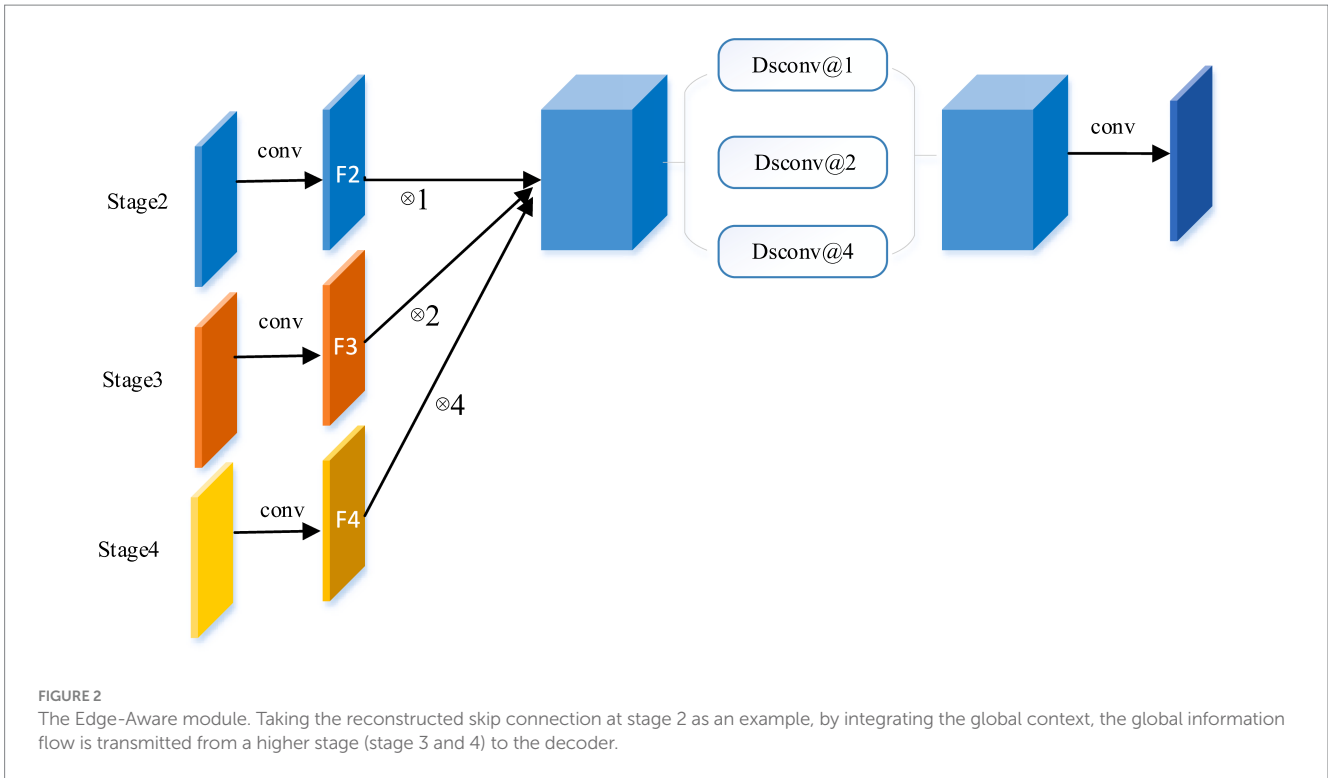 Stage2
conv
F2
⊗1
Stage3
conv
F3
⊗2
Stage4
conv
F4
⊗4
Dsconv@1
Dsconv@2
Dsconv@4
conv
FIGURE 2
The Edge-Aware module. Taking the reconstructed skip connection at stage 2 as an example, by integrating the global context, the global information
flow is transmitted from a higher stage (stage 3 and 4) to the decoder.